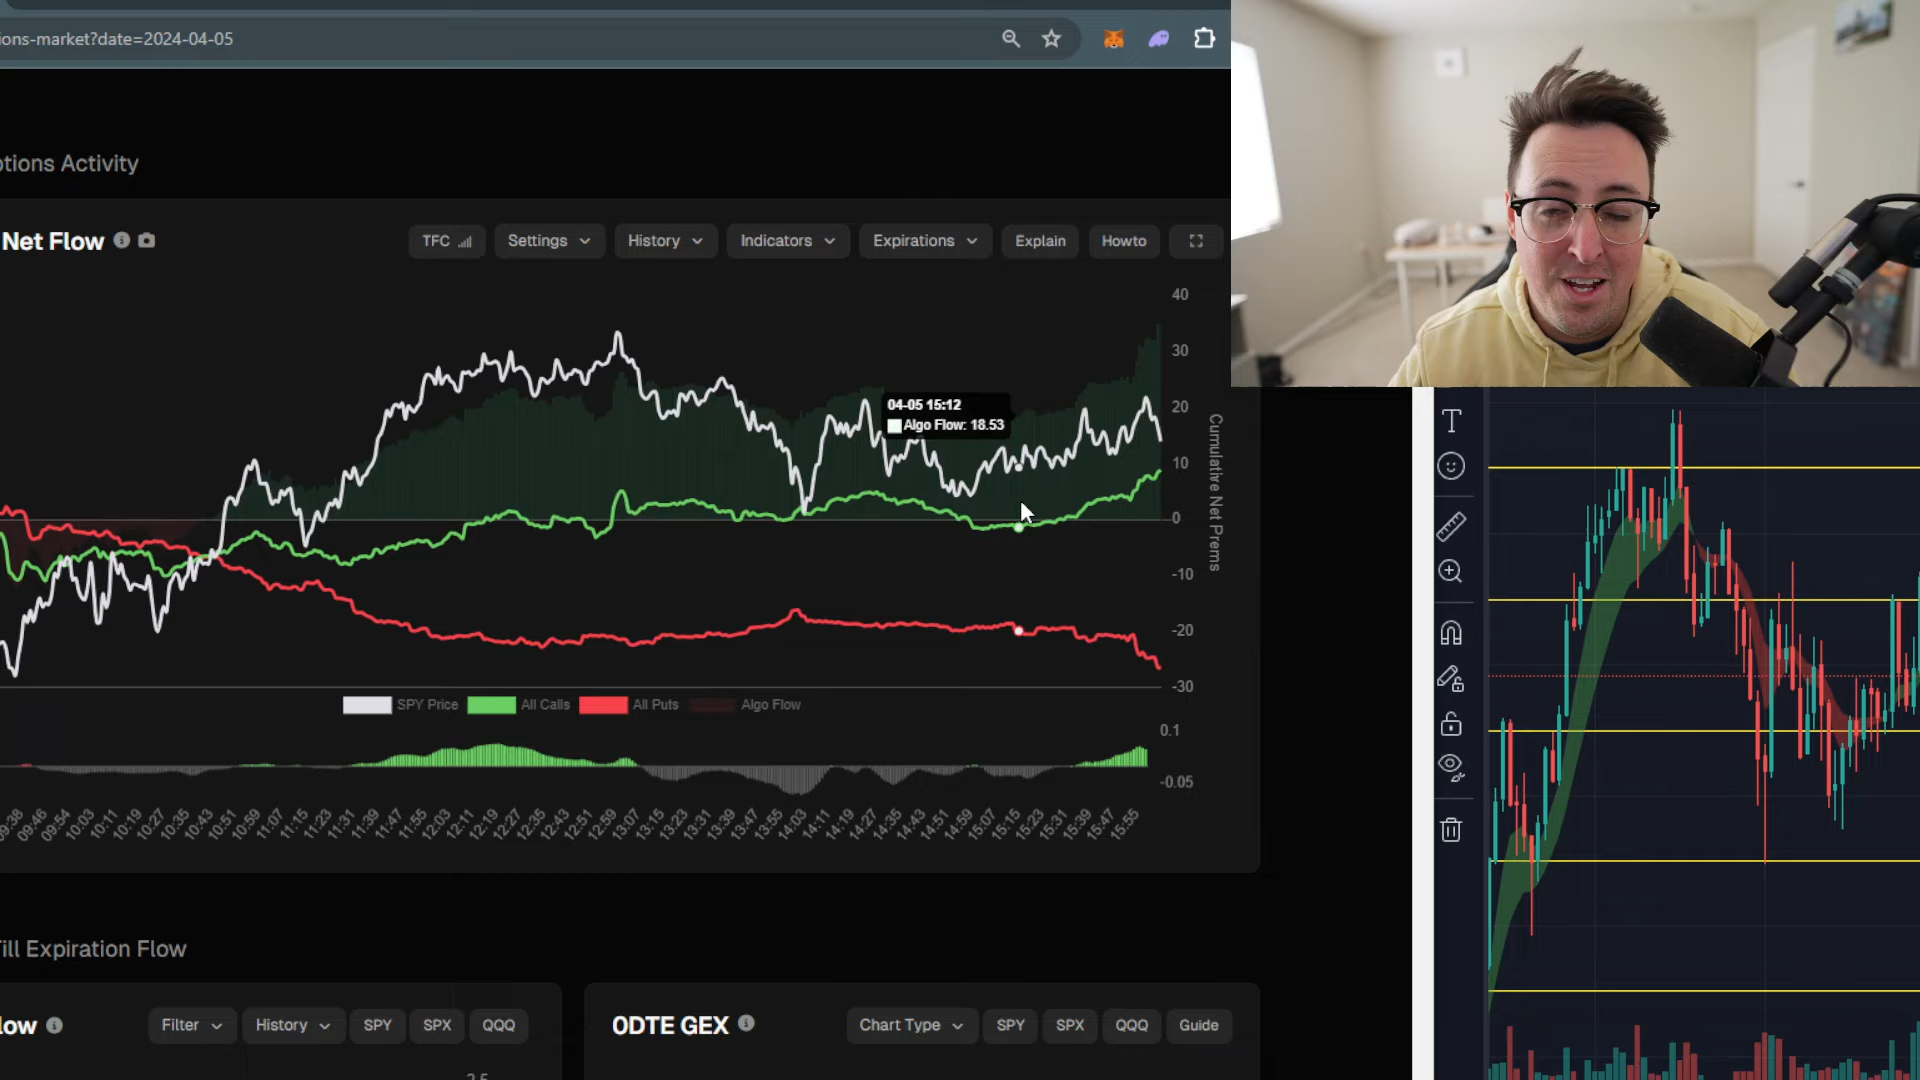 ions-market?date=2024-04-05
ptions Activity
Net Flow
TFC
Settings
History
Indicators
Expirations
Explain
Howto
40
30
20
10
0
-10
-20
-30
Cumulative Net Prems
04-05 15:12
Algo Flow: 18.53
SPY Price
All Calls
All Puts
Algo Flow
0.1
-0.05
09:38 09:46 09:54 10:03 10:11 10:19 10:27 10:35 10:43 10:51 10:59 11:07 11:15 11:23 11:31 11:39 11:47 11:55 12:03 12:11 12:19 12:27 12:35 12:43 12:51 12:59 13:07 13:15 13:23 13:31 13:39 13:47 13:55 14:03 14:11 14:19 14:27 14:35 14:43 14:51 14:59 15:07 15:15 15:23 15:31 15:39 15:47 15:55
Till Expiration Flow
low
Filter
History
SPY
SPX
QQQ
0DTE GEX
Chart Type
SPY
SPX
QQQ
Guide